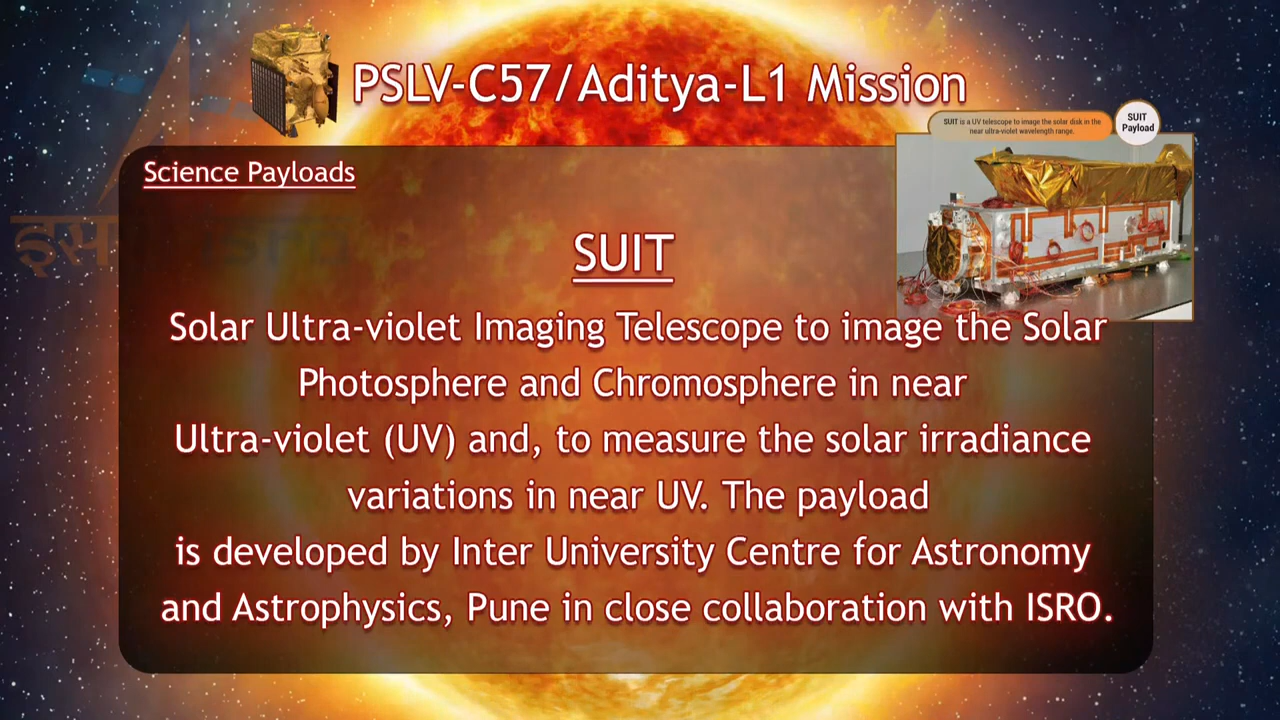 PSLV-C57/Aditya-L1 Mission
SUIT is a UV telescope to image the solar disk in the
near ultra-violet wavelength range.
SUIT
Payload
Science Payloads
इस
isro
SUIT
Solar Ultra-violet Imaging Telescope to image the Solar
Photosphere and Chromosphere in near
Ultra-violet (UV) and, to measure the solar irradiance
variations in near UV. The payload
is developed by Inter University Centre for Astronomy
and Astrophysics, Pune in close collaboration with ISRO.